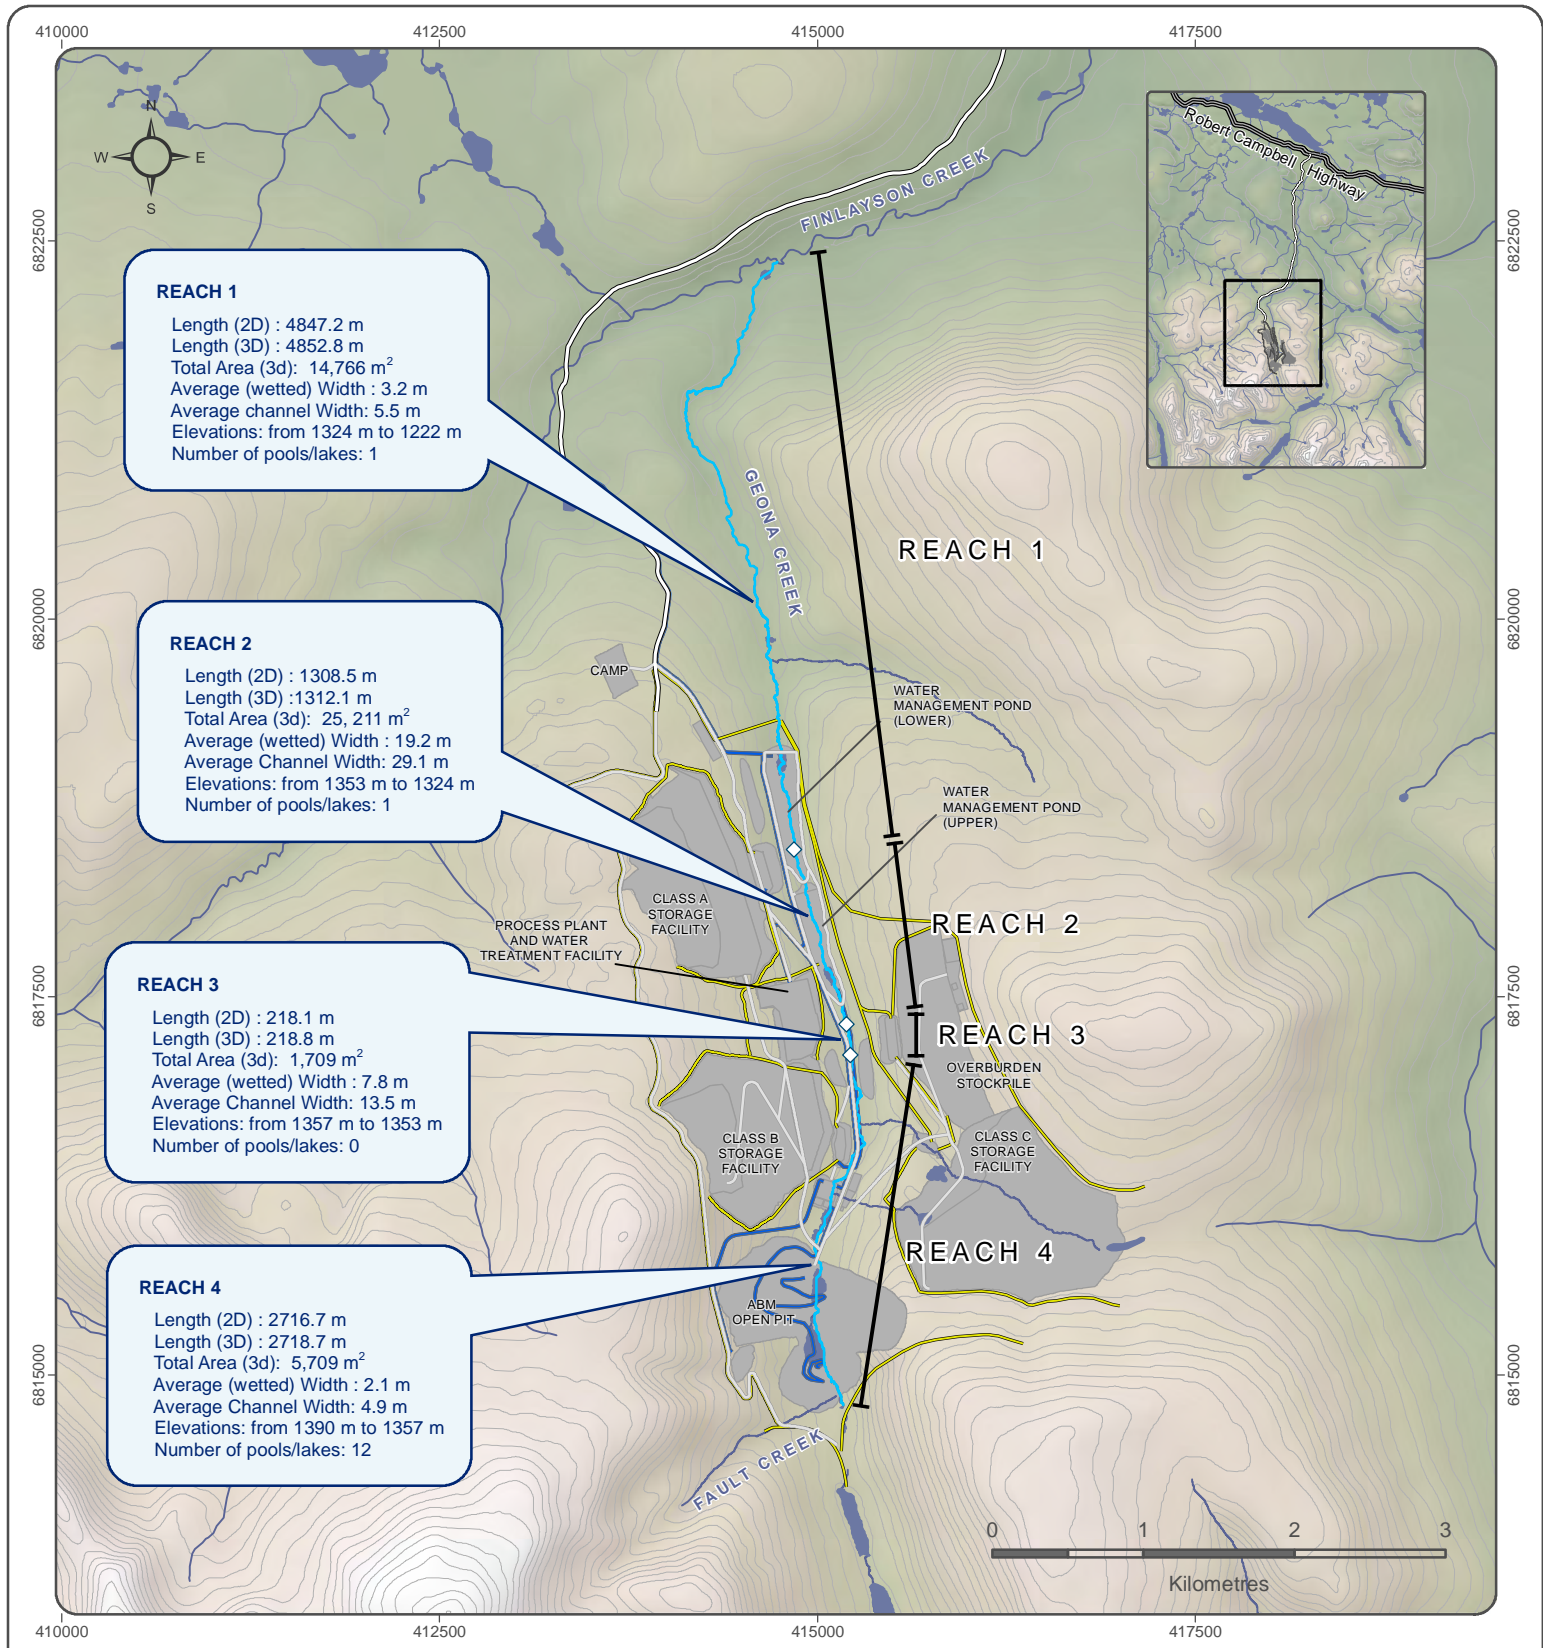 410000
412500
415000
417500
N
W
E
S
Robert Campbell Highway
6822500
6822500
FINLAYSON CREEK
REACH 1
Length (2D) : 4847.2 m
Length (3D) : 4852.8 m
Total Area (3d):  14,766 m²
Average (wetted) Width : 3.2 m
Average channel Width: 5.5 m
Elevations: from 1324 m to 1222 m
Number of pools/lakes: 1
GEONA CREEK
REACH 1
6820000
6820000
REACH 2
Length (2D) : 1308.5 m
Length (3D) :1312.1 m
Total Area (3d):  25, 211 m²
Average (wetted) Width : 19.2 m
Average Channel Width: 29.1 m
Elevations: from 1353 m to 1324 m
Number of pools/lakes: 1
CAMP
WATER
MANAGEMENT POND
(LOWER)
WATER
MANAGEMENT POND
(UPPER)
CLASS A
STORAGE
FACILITY
REACH 2
PROCESS PLANT
AND WATER
TREATMENT FACILITY
6817500
6817500
REACH 3
Length (2D) : 218.1 m
Length (3D) : 218.8 m
Total Area (3d):  1,709 m²
Average (wetted) Width : 7.8 m
Average Channel Width: 13.5 m
Elevations: from 1357 m to 1353 m
Number of pools/lakes: 0
REACH 3
OVERBURDEN
STOCKPILE
CLASS B
STORAGE
FACILITY
CLASS C
STORAGE
FACILITY
REACH 4
REACH 4
Length (2D) : 2716.7 m
Length (3D) : 2718.7 m
Total Area (3d):  5,709 m²
Average (wetted) Width : 2.1 m
Average Channel Width: 4.9 m
Elevations: from 1390 m to 1357 m
Number of pools/lakes: 12
ABM
OPEN PIT
6815000
6815000
FAULT CREEK
0
1
2
3
Kilometres
410000
412500
415000
417500